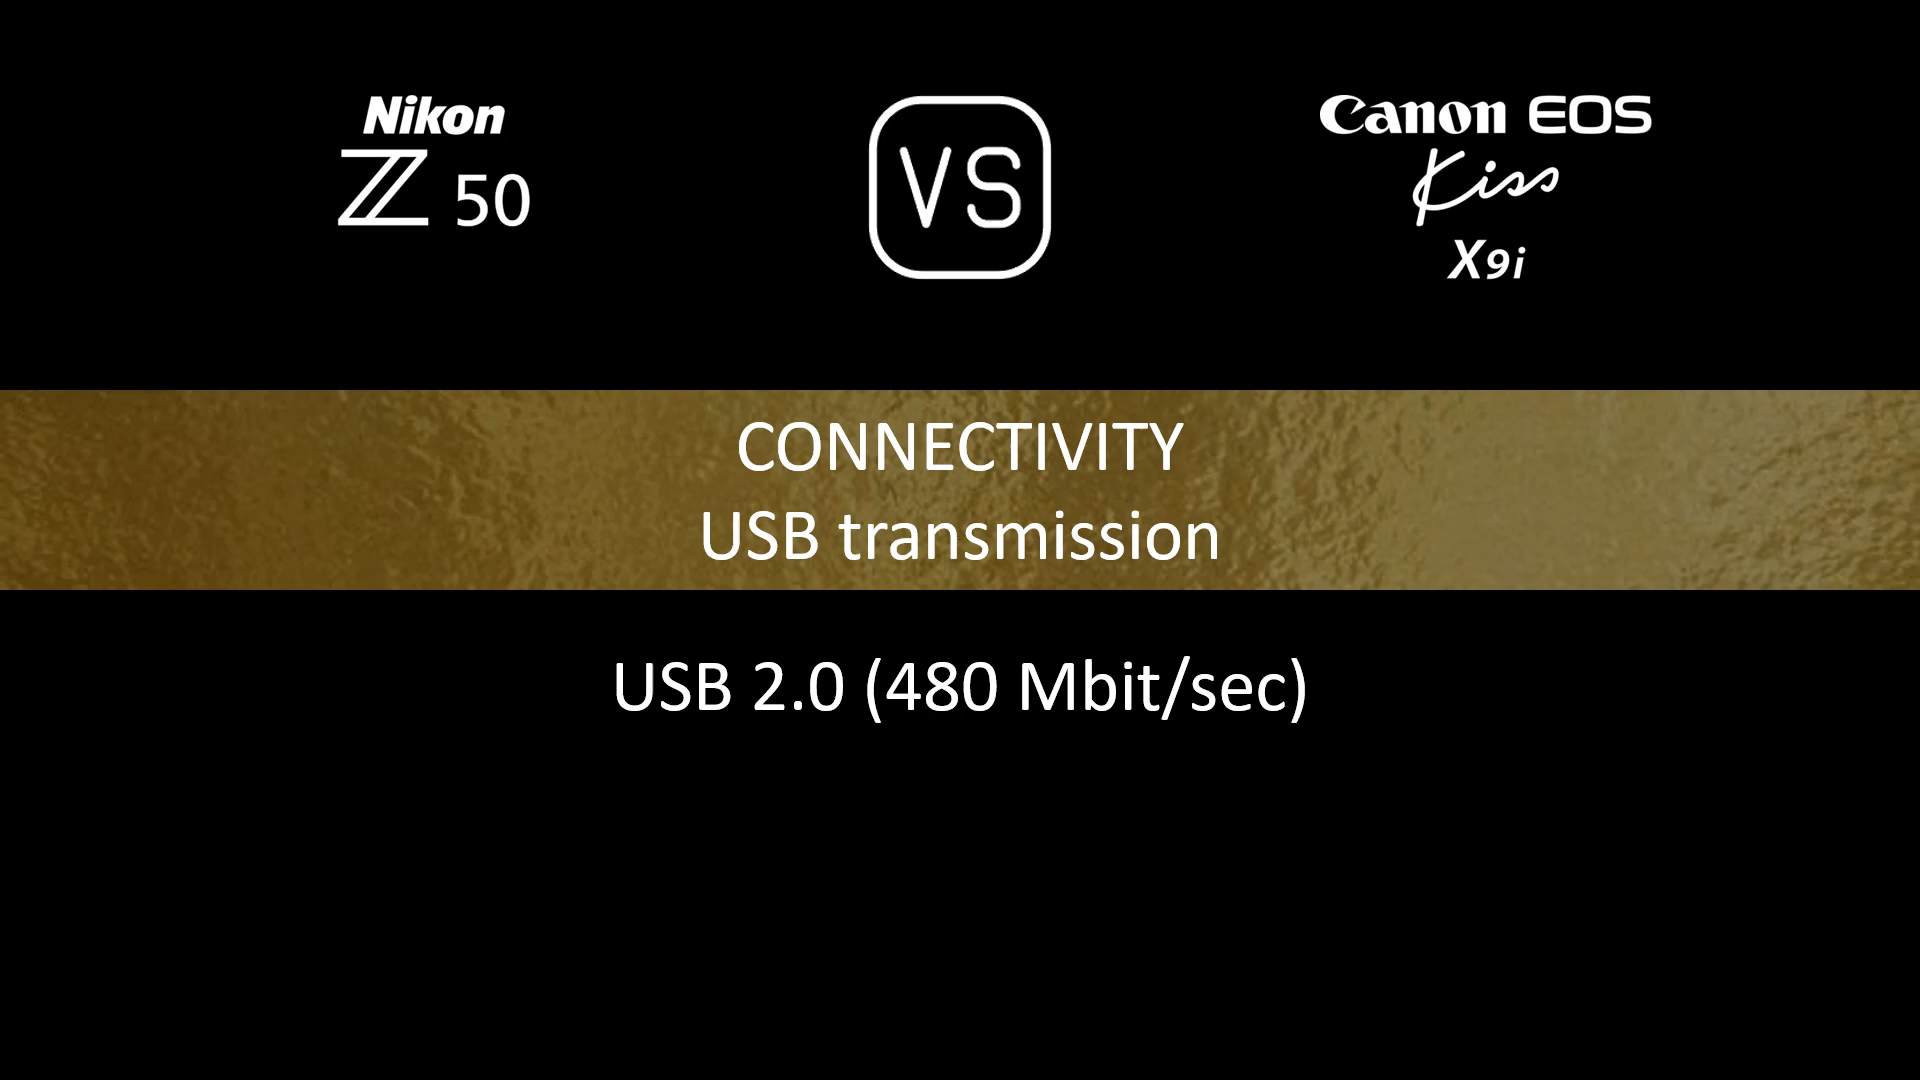 Nikon
Z 50
VS
Canon EOS
Kiss
X9i
CONNECTIVITY
USB transmission
USB 2.0 (480 Mbit/sec)